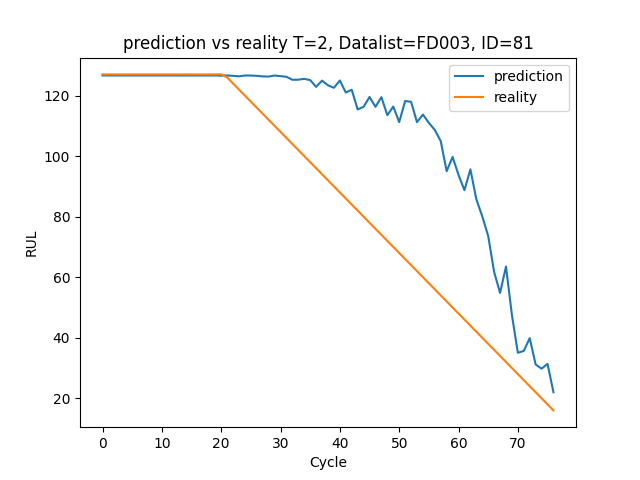 prediction vs reality T=2, Datalist=FD003, ID=81
prediction
reality
120
100
80
60
40
20
RUL
0 10 20 30 40 50 60 70
Cycle